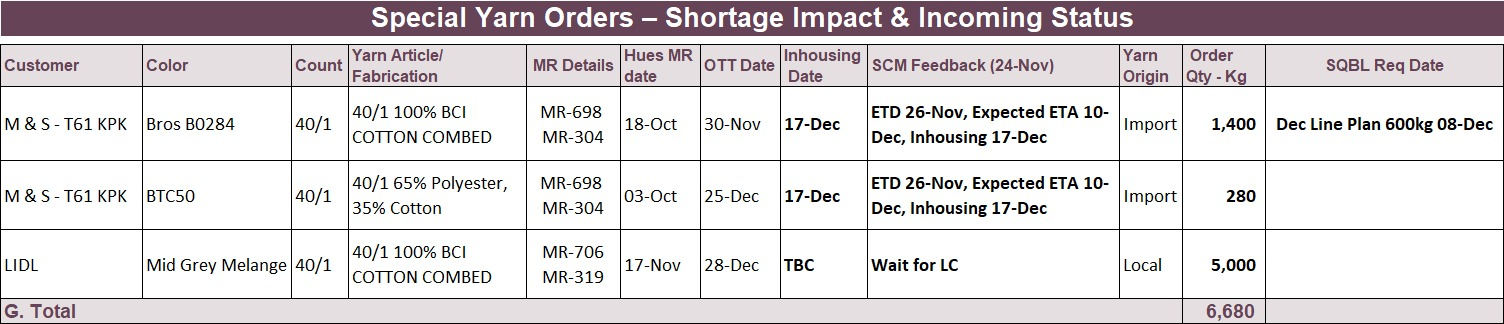 Special Yarn Orders – Shortage Impact & Incoming Status
Customer
Color
Count
Yarn Article/
Fabrication
MR Details
Hues MR
date
OTT Date
Inhousing
Date
SCM Feedback (24-Nov)
Yarn
Origin
Order
Qty - Kg
SQBL Req Date
M & S - T61 KPK
Bros B0284
40/1
40/1 100% BCI
COTTON COMBED
MR-698
MR-304
18-Oct
30-Nov
17-Dec
ETD 26-Nov, Expected ETA 10-
Dec, Inhousing 17-Dec
Import
1,400
Dec Line Plan 600kg 08-Dec
M & S - T61 KPK
BTC50
40/1
40/1 65% Polyester,
35% Cotton
MR-698
MR-304
03-Oct
25-Dec
17-Dec
ETD 26-Nov, Expected ETA 10-
Dec, Inhousing 17-Dec
Import
280
LIDL
Mid Grey Melange
40/1
40/1 100% BCI
COTTON COMBED
MR-706
MR-319
17-Nov
28-Dec
TBC
Wait for LC
Local
5,000
G. Total
6,680